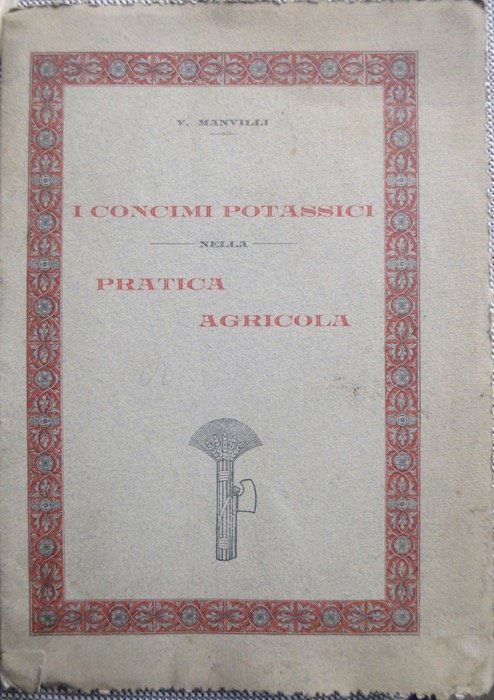 V. MANVILLI
I CONCIMI POTASSICI
NELLA
PRATICA
AGRICOLA